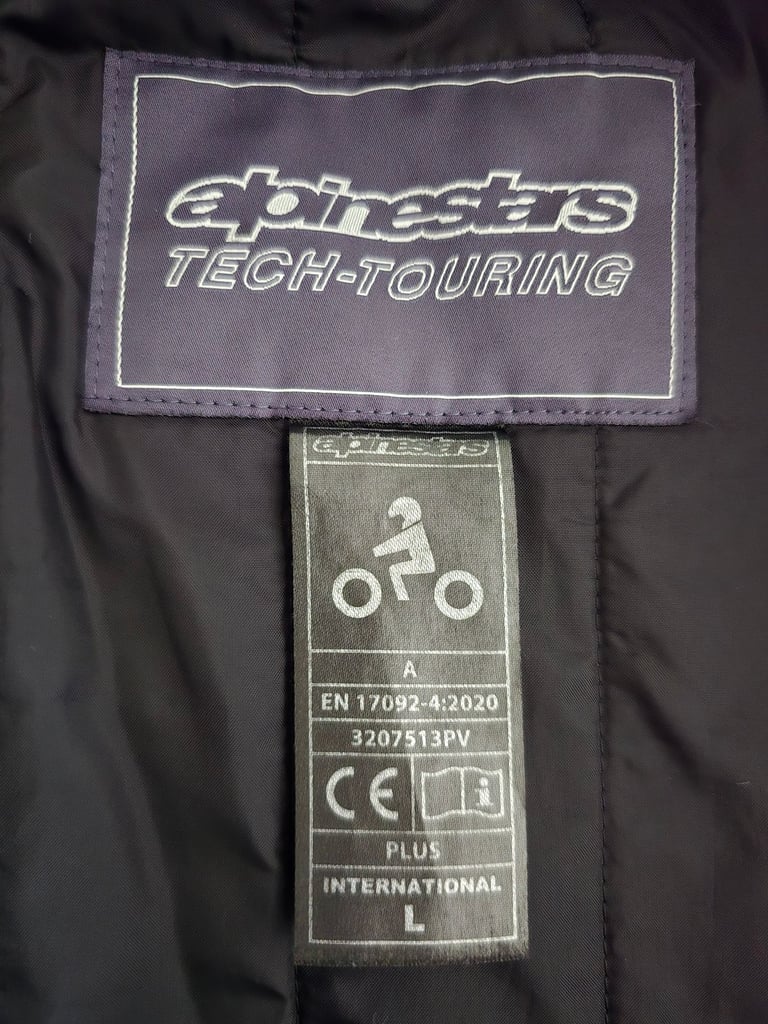 alpinestars
TECH-TOURING
alpinestars
A
EN 17092-4:2020
3207513PV
CE
i
PLUS
INTERNATIONAL
L